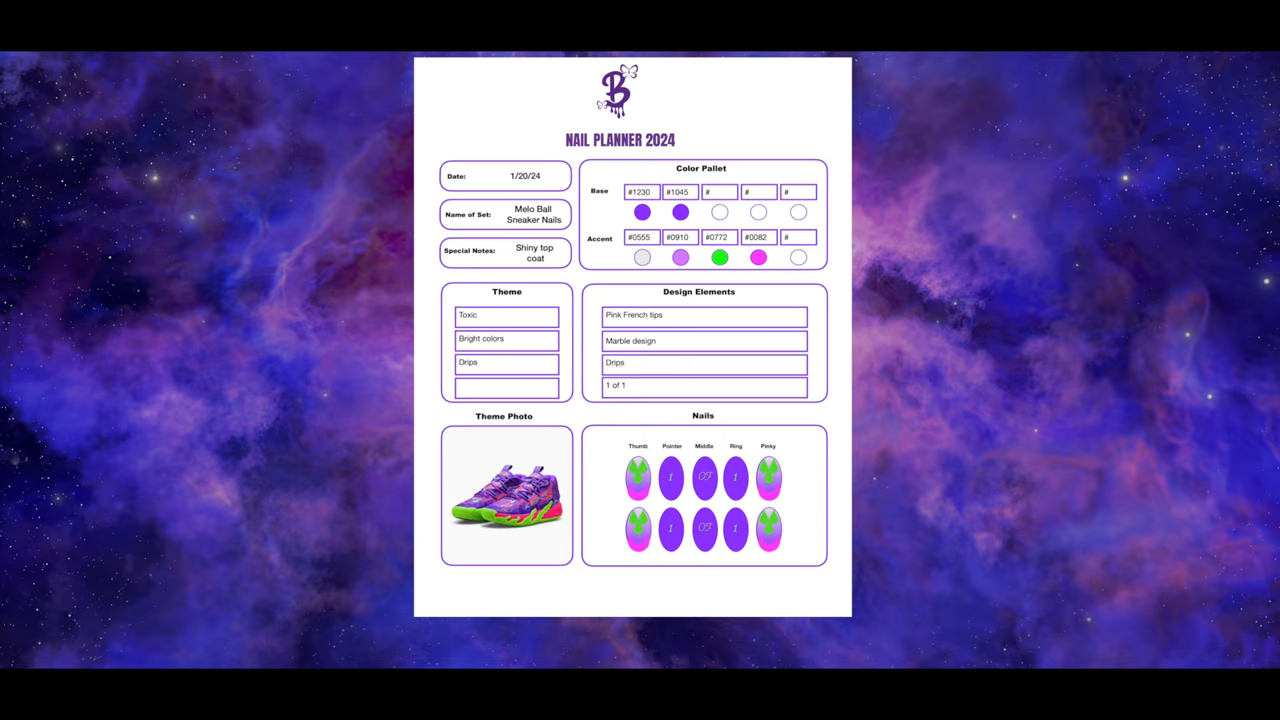 B
NAIL PLANNER 2024
Date:
1/20/24
Name of Set:
Melo Ball
Sneaker Nails
Special Notes:
Shiny top
coat
Color Pallet
Base
#1230 #1045 # # #
Accent
#0555 #0910 #0772 #0082 #
Theme
Toxic
Bright colors
Drips
Design Elements
Pink French tips
Marble design
Drips
1 of 1
Theme Photo
Nails
Thumb Pointer Middle Ring Pinky
1 OF 1
1 OF 1